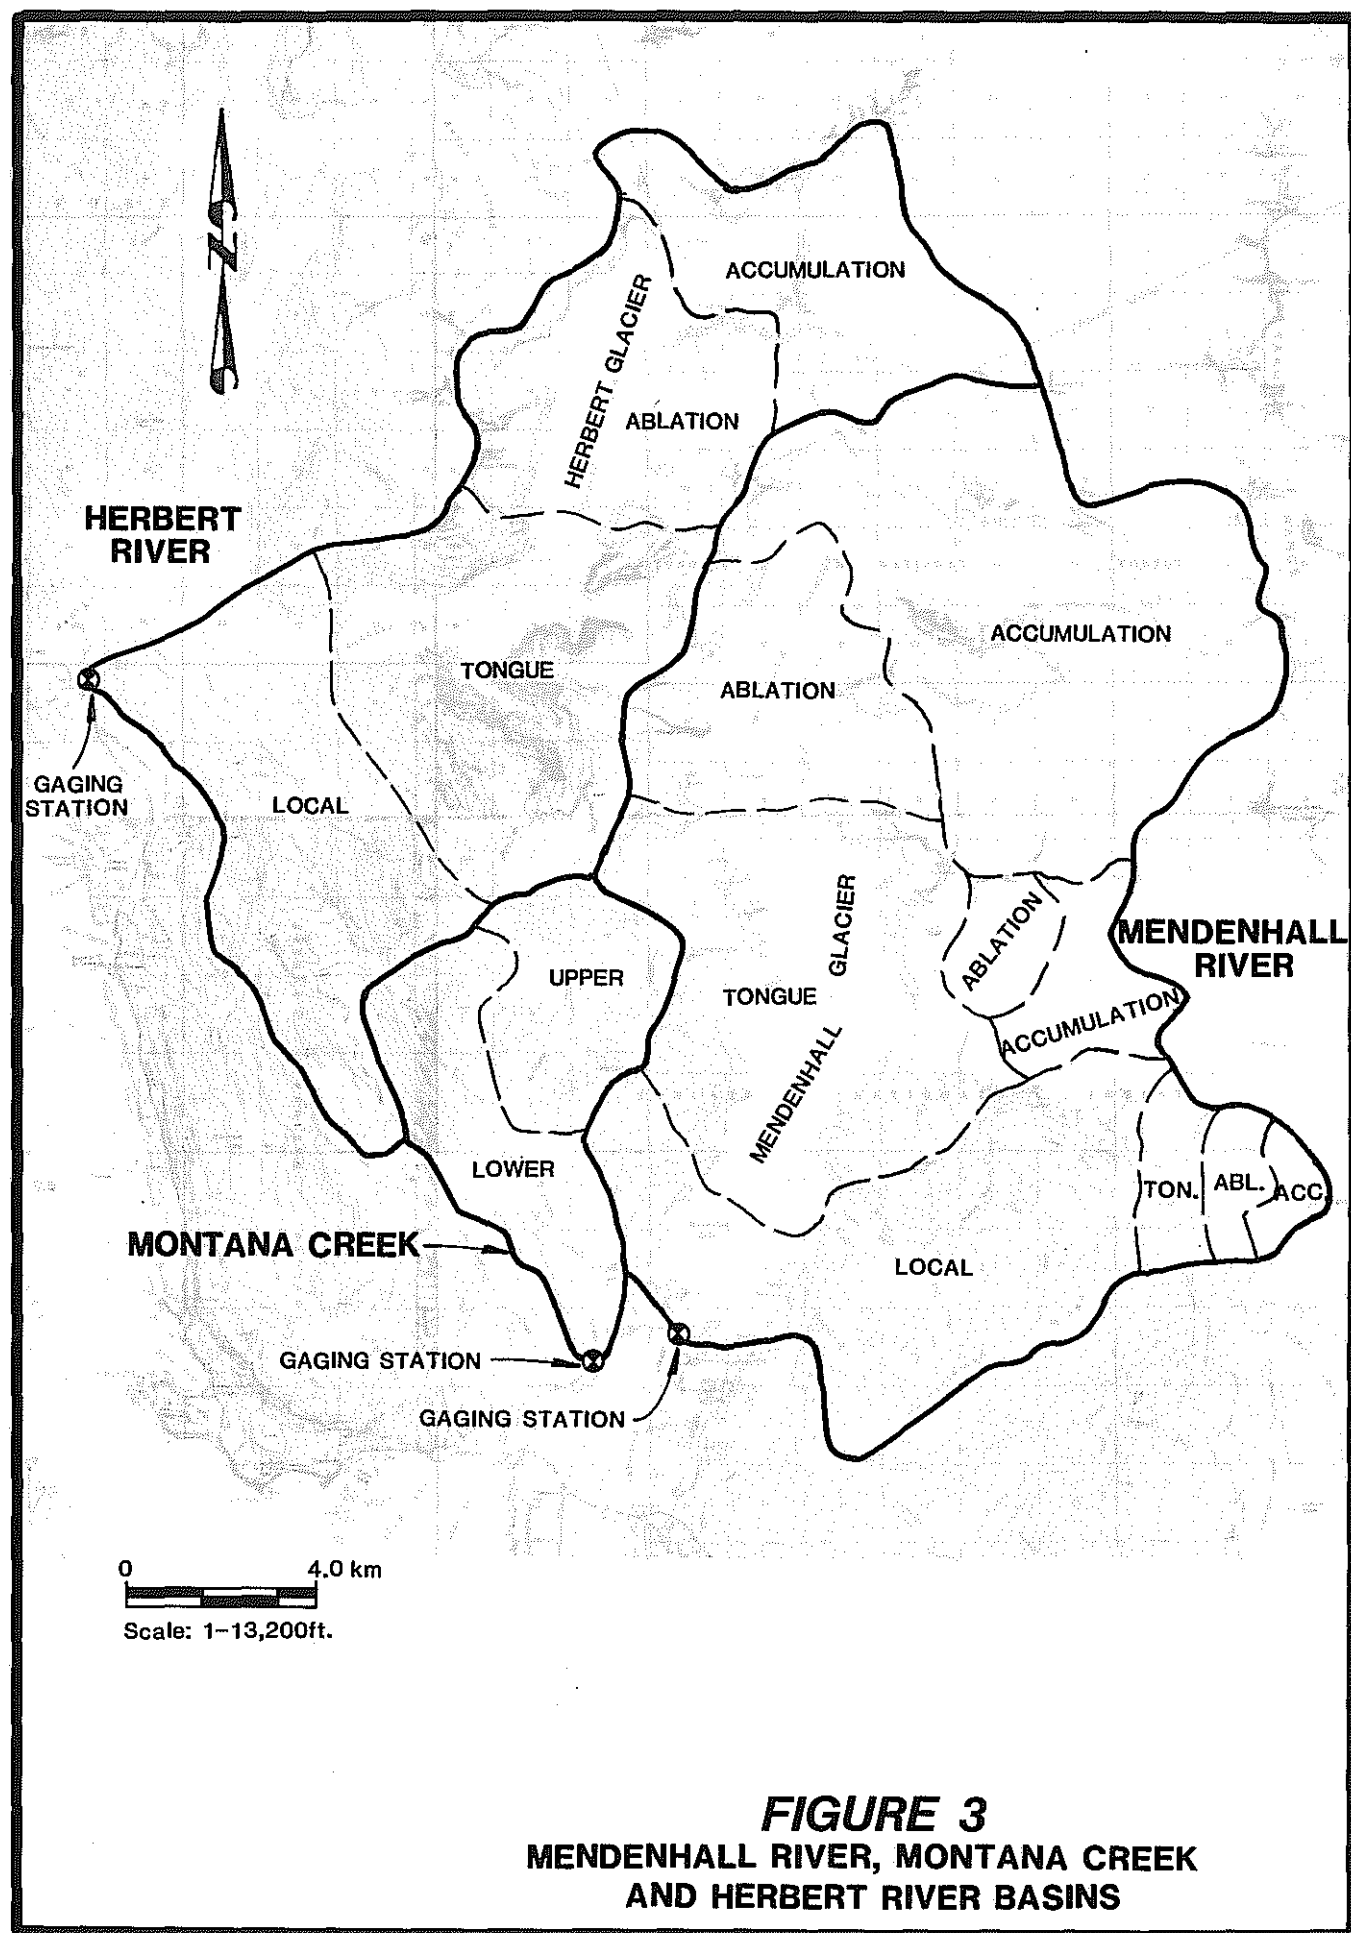 N
ACCUMULATION
HERBERT GLACIER
ABLATION
HERBERT
RIVER
TONGUE
ACCUMULATION
ABLATION
GAGING
STATION
LOCAL
GLACIER
ABLATION
MENDENHALL
RIVER
UPPER
TONGUE
ACCUMULATION
MENDENHALL
LOWER
TON.
ABL.
ACC.
MONTANA CREEK
LOCAL
GAGING STATION
GAGING STATION
0 4.0 km
Scale: 1-13,200ft.
FIGURE 3
MENDENHALL RIVER, MONTANA CREEK
AND HERBERT RIVER BASINS